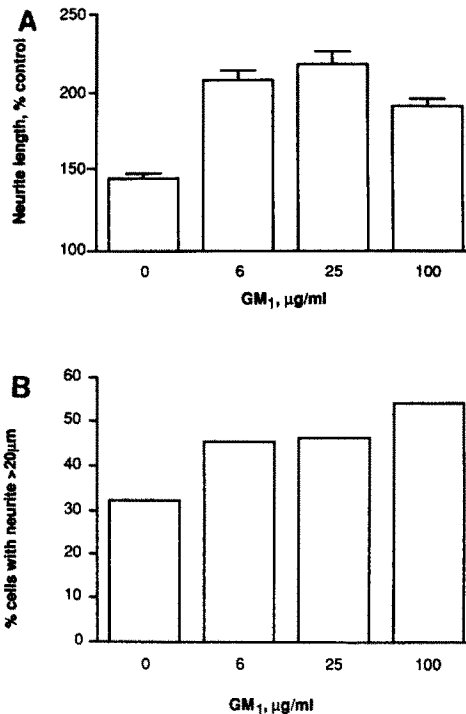 A
Neurite length, % control
250
200
150
100
0 6 25 100
GM1, µg/ml
B
% cells with neurite >20µm
60
50
40
30
20
10
0
0 6 25 100
GM1, µg/ml